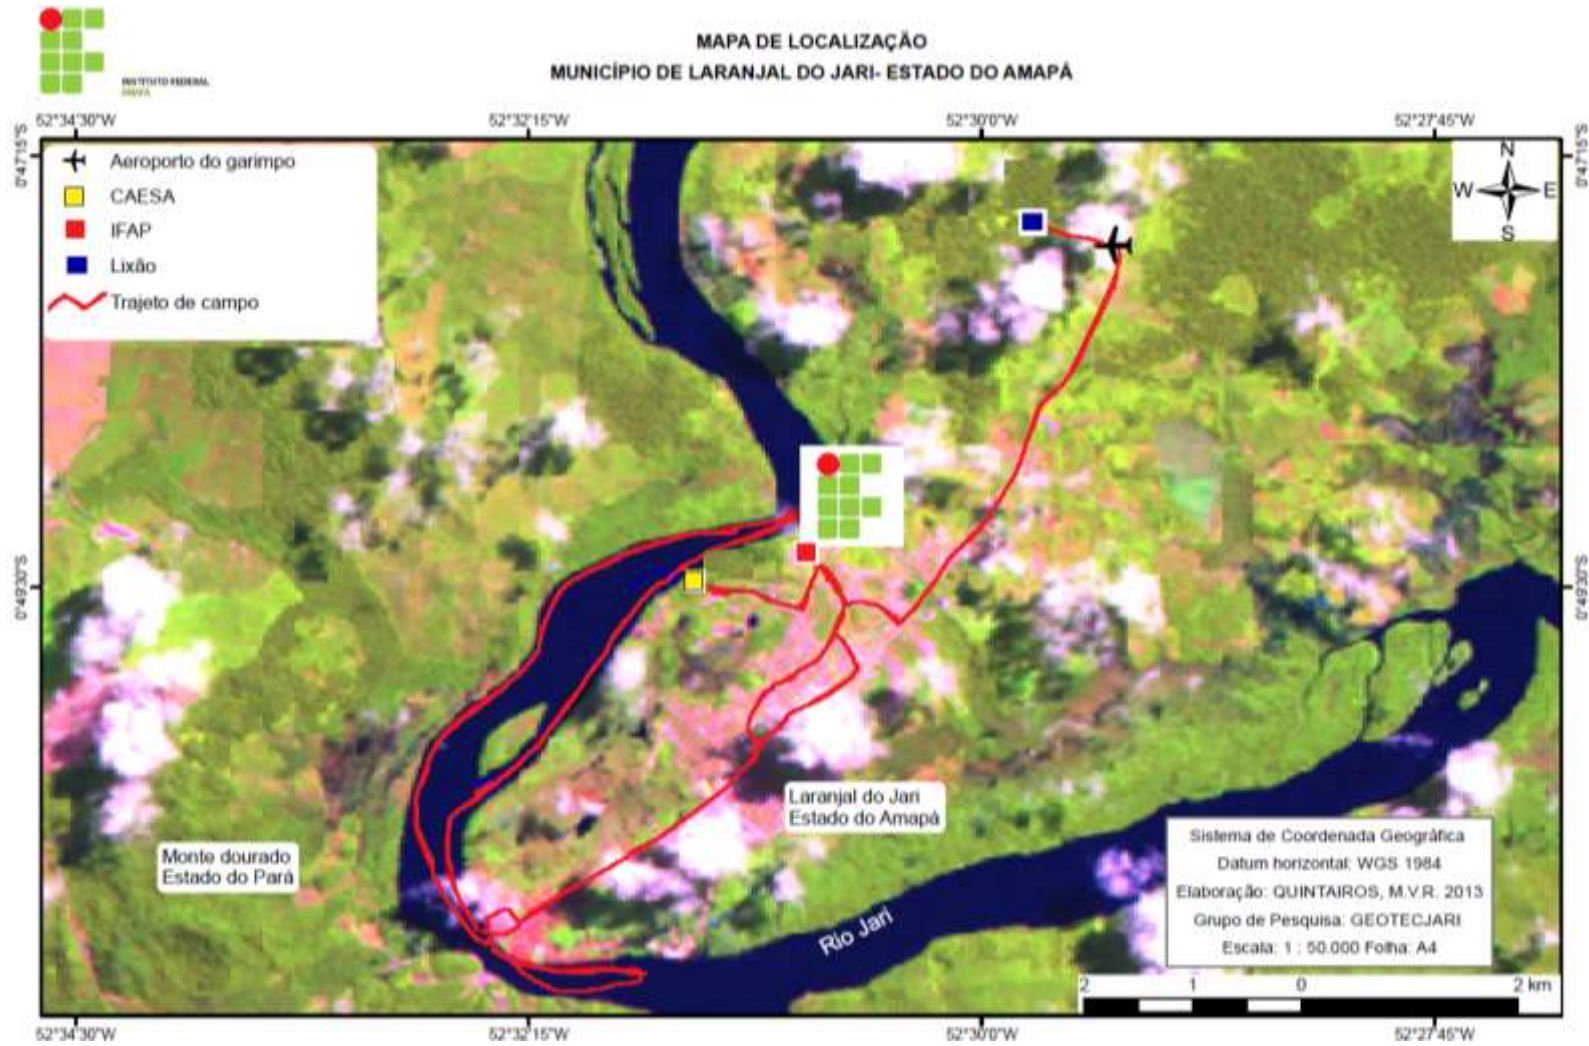 INSTITUTO FEDERAL
AMAPÁ
MAPA DE LOCALIZAÇÃO
MUNICÍPIO DE LARANJAL DO JARI- ESTADO DO AMAPÁ
52°34'30"W
52°32'15"W
52°30'0"W
52°27'45"W
0°47'15"S
0°47'15"S
Aeroporto do garimpo
CAESA
IFAP
Lixão
Trajeto de campo
N
W
E
S
0°49'30"S
0°49'30"S
Laranjal do Jari
Estado do Amapá
Monte dourado
Estado do Pará
Rio Jari
Sistema de Coordenada Geográfica
Datum horizontal: WGS 1984
Elaboração: QUINTAIROS, M.V.R. 2013
Grupo de Pesquisa: GEOTECJARI
Escala: 1 : 50.000 Folha: A4
2 1 0 2 km
52°34'30"W
52°32'15"W
52°30'0"W
52°27'45"W